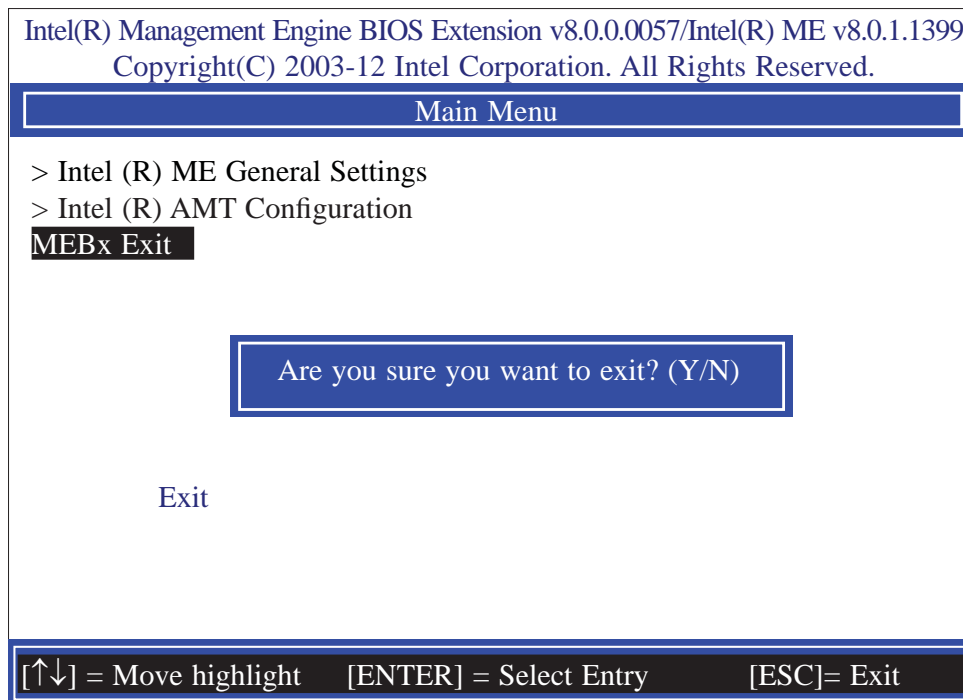 Intel(R) Management Engine BIOS Extension v8.0.0.0057/Intel(R) ME v8.0.1.1399
Copyright(C) 2003-12 Intel Corporation. All Rights Reserved.
Main Menu
> Intel (R) ME General Settings
> Intel (R) AMT Configuration
MEBx Exit
Are you sure you want to exit? (Y/N)
Exit
[↑↓] = Move highlight [ENTER] = Select Entry [ESC]= Exit